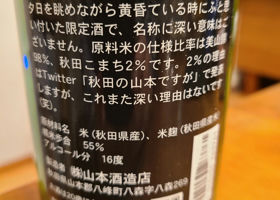 夕日を眺めながら黄昏ている時にふと思
い付いた限定酒で、名称に深い意味はご
ざいません。原料米の仕様比率は美山錦
98%、秋田こまち2%です。2%の理由
はTwitter「秋田の山本ですが」で発表
しますが、これまた深い理由はないです
(笑)。
原材料名 米(秋田県産)、米麹(秋田県産米)
精米歩合 55%
アルコール分 16度
㈱山本酒造店
秋田県山本郡八峰町八森字八森269